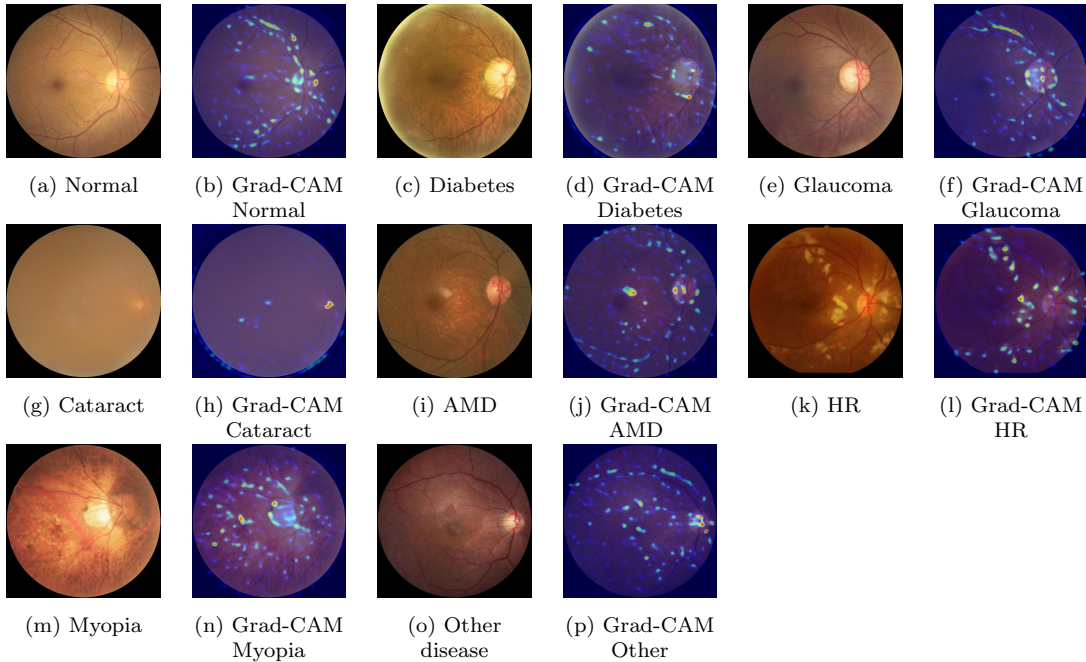 (a) Normal
(b) Grad-CAM
Normal
(c) Diabetes
(d) Grad-CAM
Diabetes
(e) Glaucoma
(f) Grad-CAM
Glaucoma
(g) Cataract
(h) Grad-CAM
Cataract
(i) AMD
(j) Grad-CAM
AMD
(k) HR
(l) Grad-CAM
HR
(m) Myopia
(n) Grad-CAM
Myopia
(o) Other
disease
(p) Grad-CAM
Other